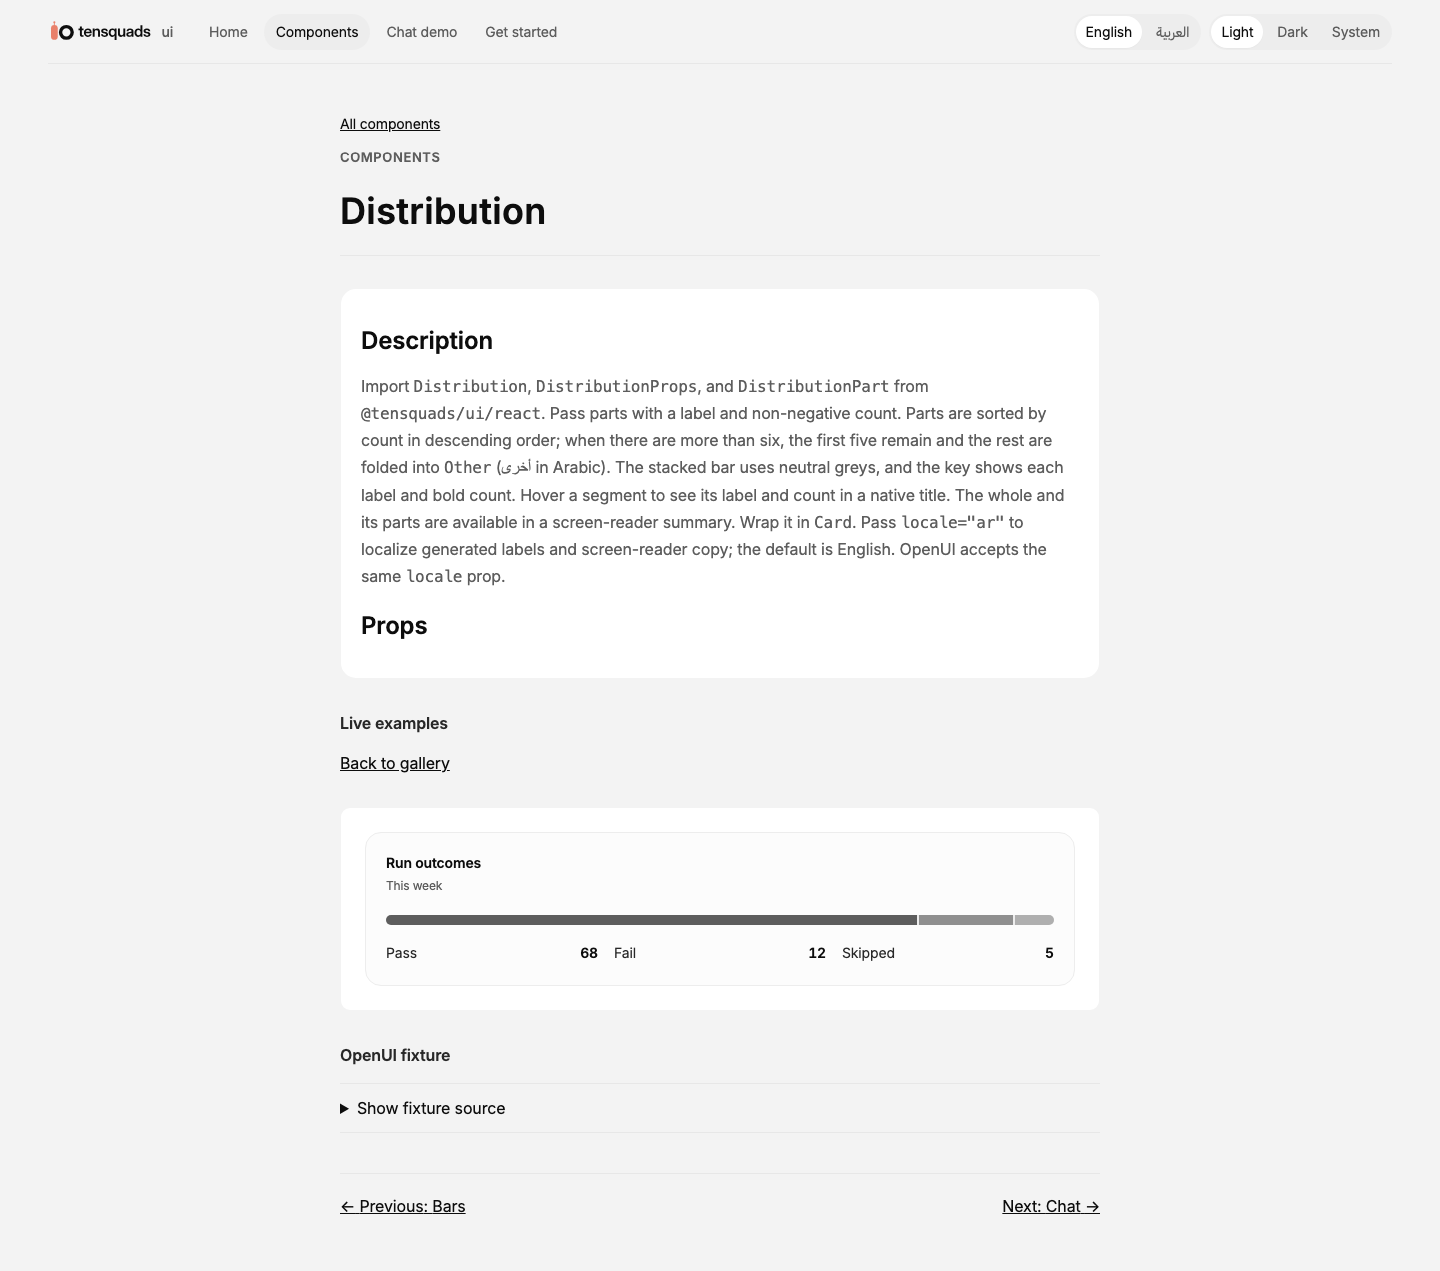 tensquads ui Home Components Chat demo Get started English العربية Light Dark System
All components
COMPONENTS
Distribution
Description
Import Distribution, DistributionProps, and DistributionPart from
@tensquads/ui/react. Pass parts with a label and non-negative count. Parts are sorted by
count in descending order; when there are more than six, the first five remain and the rest are
folded into Other (أخرى in Arabic). The stacked bar uses neutral greys, and the key shows each
label and bold count. Hover a segment to see its label and count in a native title. The whole and
its parts are available in a screen-reader summary. Wrap it in Card. Pass locale="ar" to
localize generated labels and screen-reader copy; the default is English. OpenUI accepts the
same locale prop.
Props
Live examples
Back to gallery
Run outcomes
This week
Pass 68 Fail 12 Skipped 5
OpenUI fixture
▶ Show fixture source
← Previous: Bars Next: Chat →